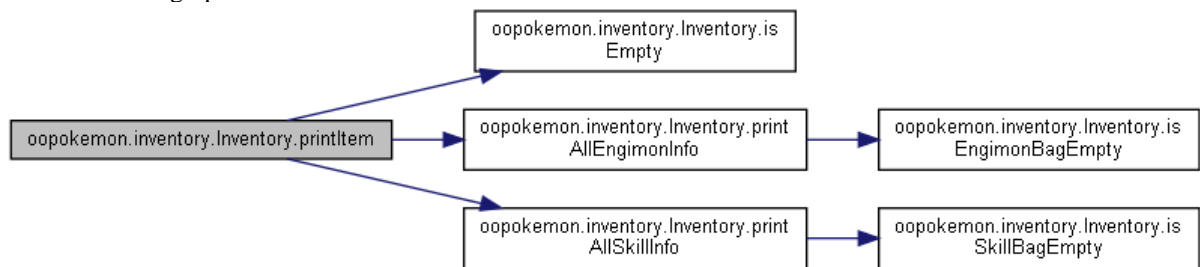 oopokemon.inventory.Inventory.is
Empty
oopokemon.inventory.Inventory.printItem
oopokemon.inventory.Inventory.print
AllEngimonInfo
oopokemon.inventory.Inventory.is
EngimonBagEmpty
oopokemon.inventory.Inventory.print
AllSkillInfo
oopokemon.inventory.Inventory.is
SkillBagEmpty